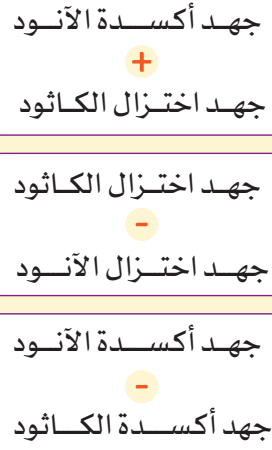 جهد أكسدة الآنود
+
جهد اختزال الكاثود
جهد اختزال الكاثود
-
جهد اختزال الآنود
جهد أكسدة الآنود
-
جهد أكسدة الكاثود